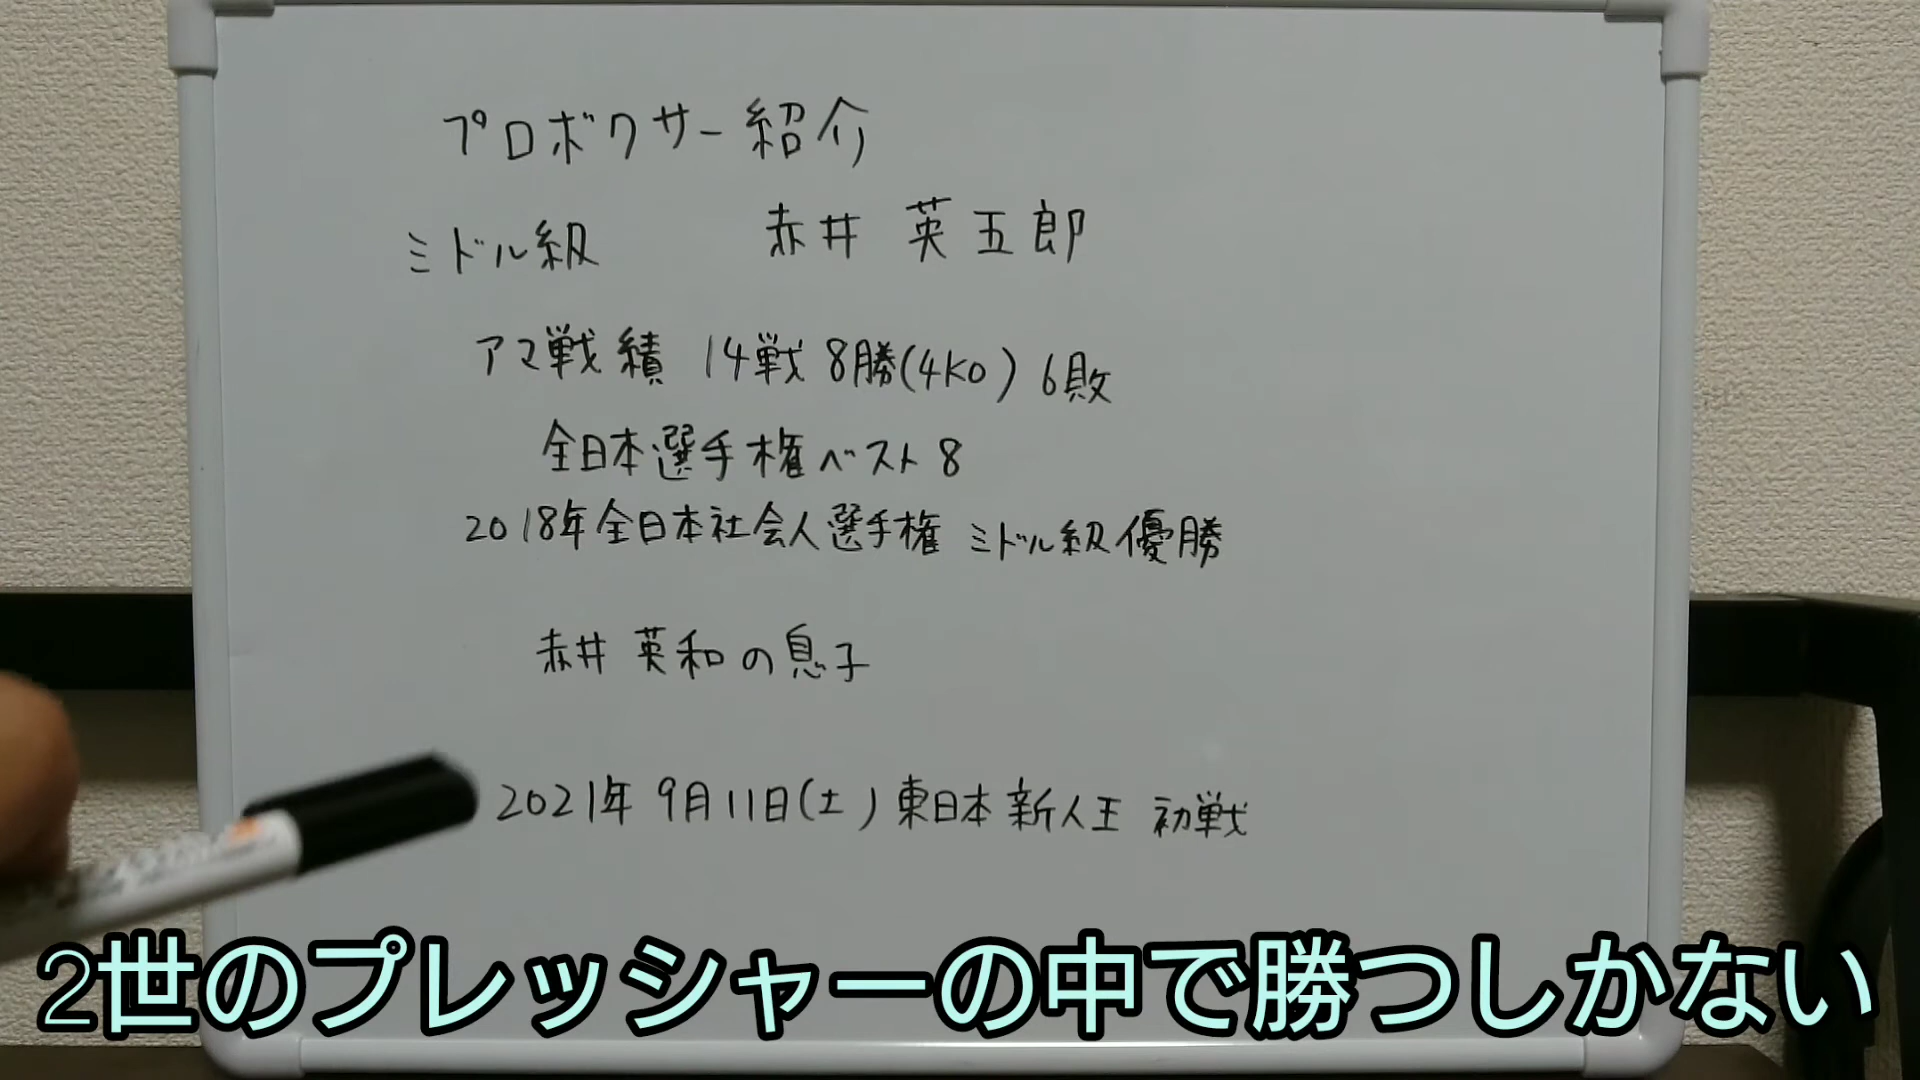 プロボクサー紹介
ミドル級 赤井 英五郎
アマ戦績 14戦 8勝(4KO) 6敗
全日本選手権ベスト8
2018年全日本社会人選手権 ミドル級優勝
赤井 英和の息子
2021年 9月11日(土) 東日本新人王 初戦
2世のプレッシャーの中で勝つしかない